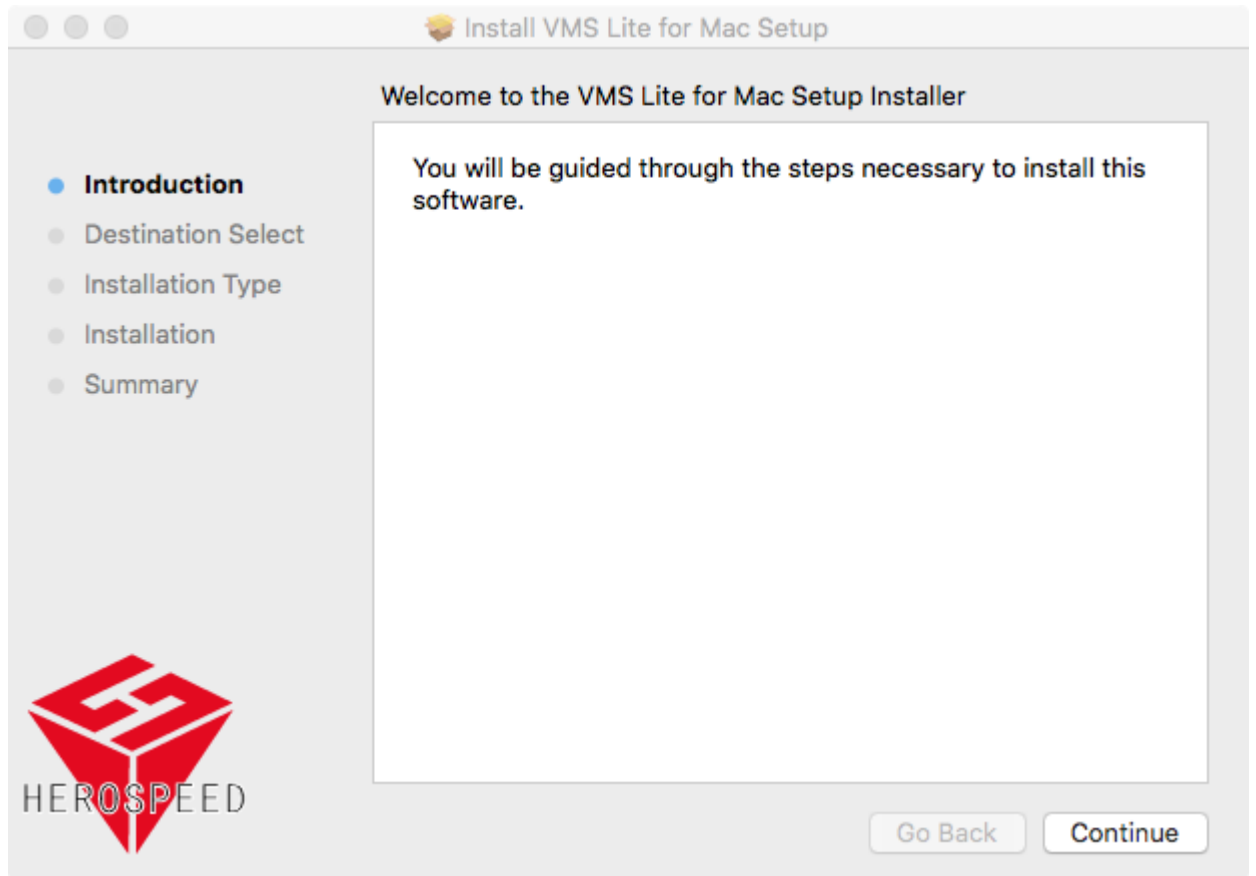 Install VMS Lite for Mac Setup
Welcome to the VMS Lite for Mac Setup Installer
Introduction
Destination Select
Installation Type
Installation
Summary
You will be guided through the steps necessary to install this
software.
HEROSPEED
Go Back
Continue